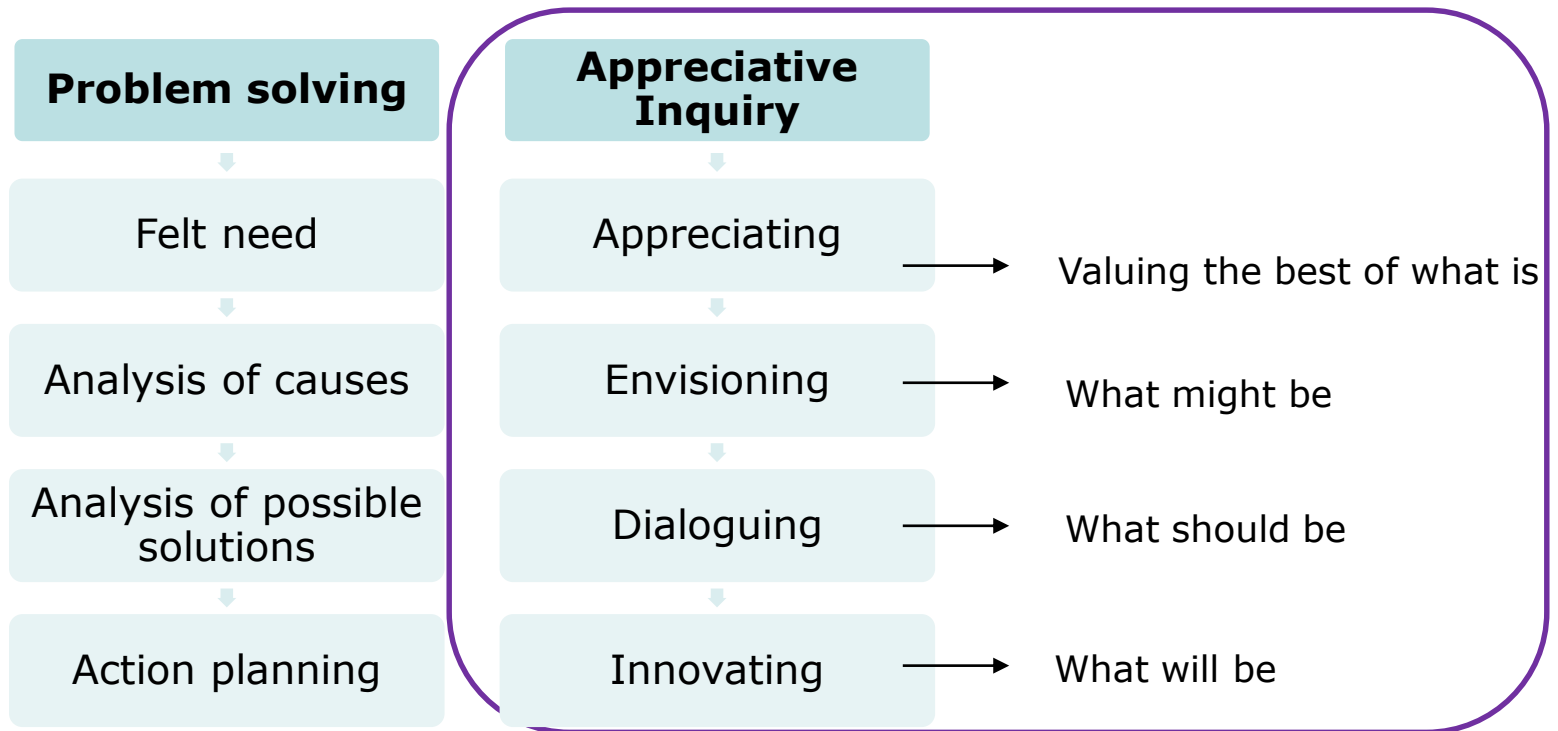 Problem solving
Felt need
Analysis of causes
Analysis of possible
solutions
Action planning
Appreciative
Inquiry
Appreciating
Valuing the best of what is
Envisioning
What might be
Dialoguing
What should be
Innovating
What will be